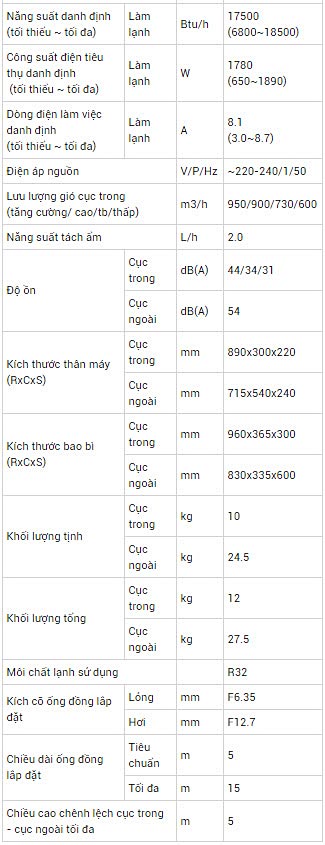 Năng suất danh định
(tối thiếu ~ tối đa)
Làm
lạnh
Btu/h
17500
(6800~18500)
Công suất điện tiêu
thụ danh định
(tối thiếu ~ tối đa)
Làm
lạnh
W
1780
(650~1890)
Dòng điện làm việc
danh định
(tối thiếu ~ tối đa)
Làm
lạnh
A
8.1
(3.0~8.7)
Điện áp nguồn
V/P/Hz
~220-240/1/50
Lưu lượng gió cục trong
(tăng cường/ cao/tb/thấp)
m3/h
950/900/730/600
Năng suất tách ẩm
L/h
2.0
Độ ồn
Cục
trong
dB(A)
44/34/31
Cục
ngoài
dB(A)
54
Kích thước thân máy
(RxCxS)
Cục
trong
mm
890x300x220
Cục
ngoài
mm
715x540x240
Kích thước bao bì
(RxCxS)
Cục
trong
mm
960x365x300
Cục
ngoài
mm
830x335x600
Khối lượng tịnh
Cục
trong
kg
10
Cục
ngoài
kg
24.5
Khối lượng tổng
Cục
trong
kg
12
Cục
ngoài
kg
27.5
Môi chất lạnh sử dụng
R32
Kích cỡ ống đồng lắp
đặt
Lỏng
mm
F6.35
Hơi
mm
F12.7
Chiều dài ống đồng
lắp đặt
Tiêu
chuẩn
m
5
Tối đa
m
15
Chiều cao chênh lệch cục trong
- cục ngoài tối đa
m
5